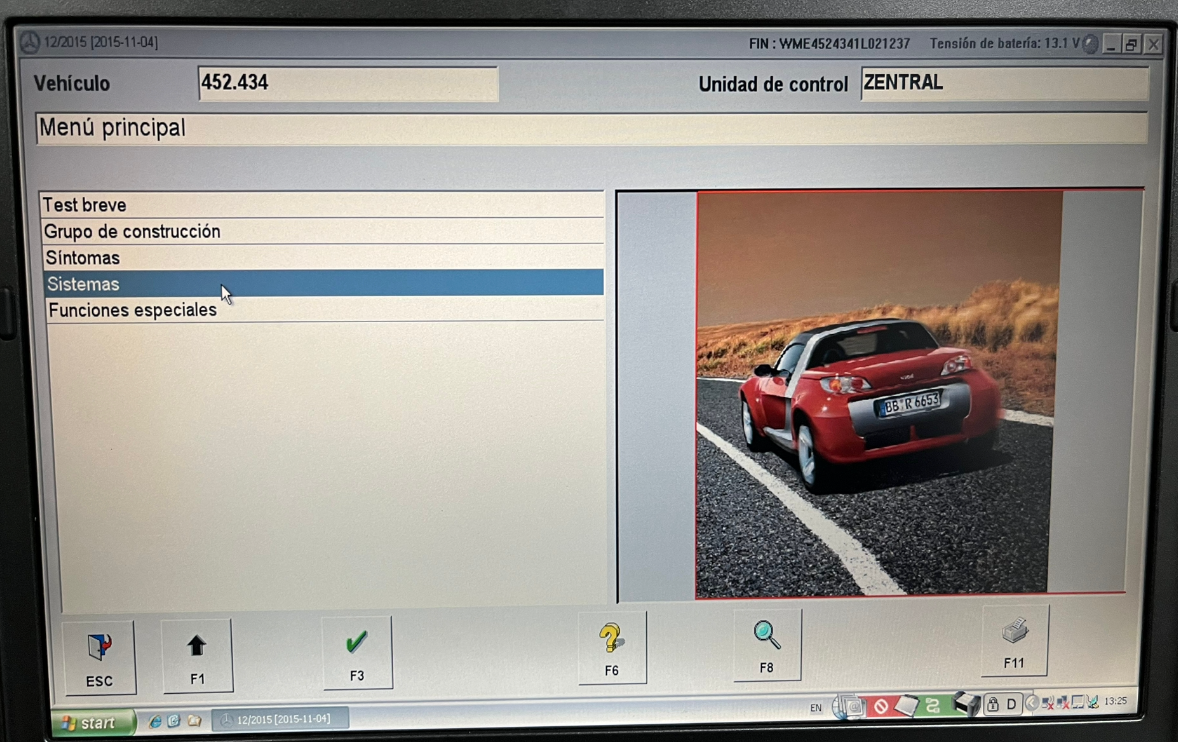 12/2015 [2015-11-04]
FIN : WME4524341L021237 Tensión de batería: 13.1 V
Vehículo 452.434 Unidad de control ZENTRAL
Menú principal
Test breve
Grupo de construcción
Síntomas
Sistemas
Funciones especiales
BB R 6653
ESC F1 F3 F6 F8 F11
start 12/2015 [2015-11-04] EN D 13:25